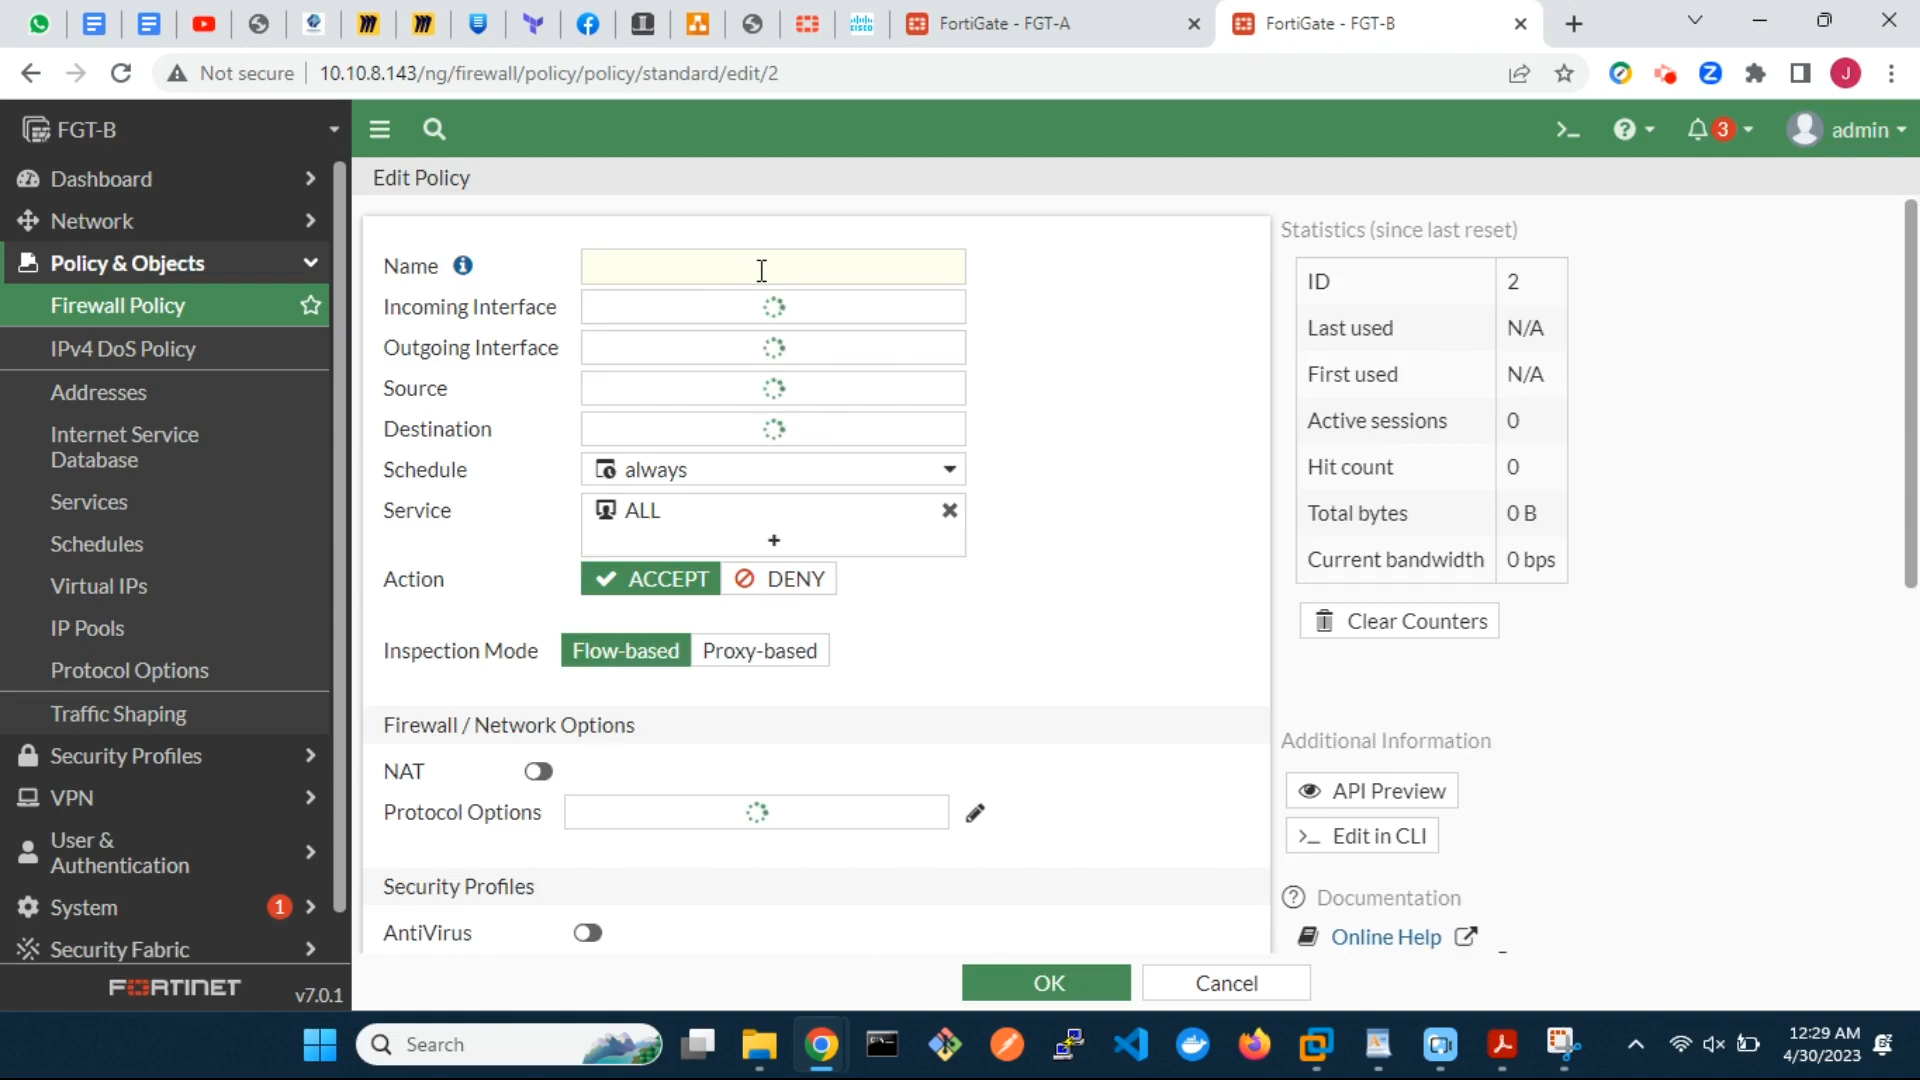 FortiGate - FGT-A
FortiGate - FGT-B
Not secure
10.10.8.143/ng/firewall/policy/policy/standard/edit/2
J
FGT-B
3
admin
Dashboard
Network
Policy & Objects
Firewall Policy
IPv4 DoS Policy
Addresses
Internet Service
Database
Services
Schedules
Virtual IPs
IP Pools
Protocol Options
Traffic Shaping
Security Profiles
VPN
User &
Authentication
System
1
Security Fabric
FORTINET
v7.0.1
Edit Policy
Name
Incoming Interface
Outgoing Interface
Source
Destination
Schedule
always
Service
ALL
+
Action
ACCEPT
DENY
Inspection Mode
Flow-based
Proxy-based
Firewall / Network Options
NAT
Protocol Options
Security Profiles
AntiVirus
OK
Cancel
Statistics (since last reset)
ID 2
Last used N/A
First used N/A
Active sessions 0
Hit count 0
Total bytes 0 B
Current bandwidth 0 bps
Clear Counters
Additional Information
API Preview
>_ Edit in CLI
Documentation
Online Help
Search
12:29 AM
4/30/2023